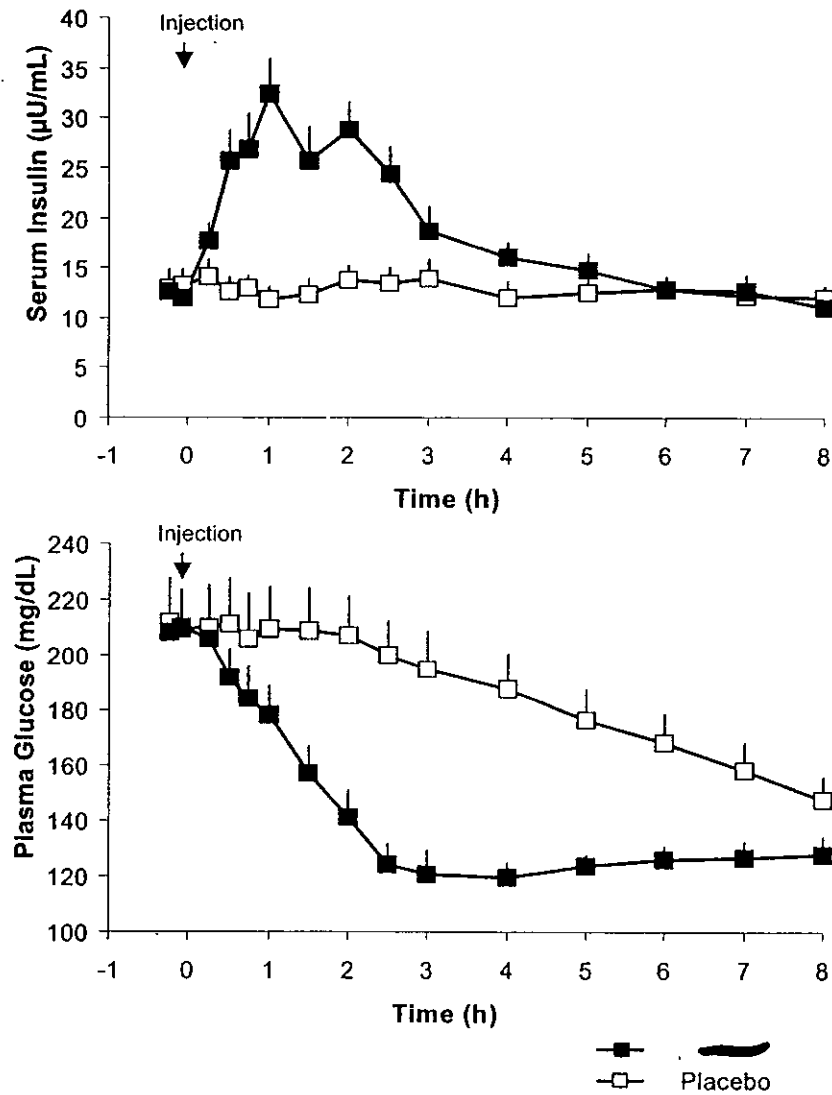 Injection
40
35
30
25
20
15
10
5
0
Serum Insulin (µU/mL)
-1 0 1 2 3 4 5 6 7 8
Time (h)
Injection
240
220
200
180
160
140
120
100
Plasma Glucose (mg/dL)
-1 0 1 2 3 4 5 6 7 8
Time (h)
Placebo